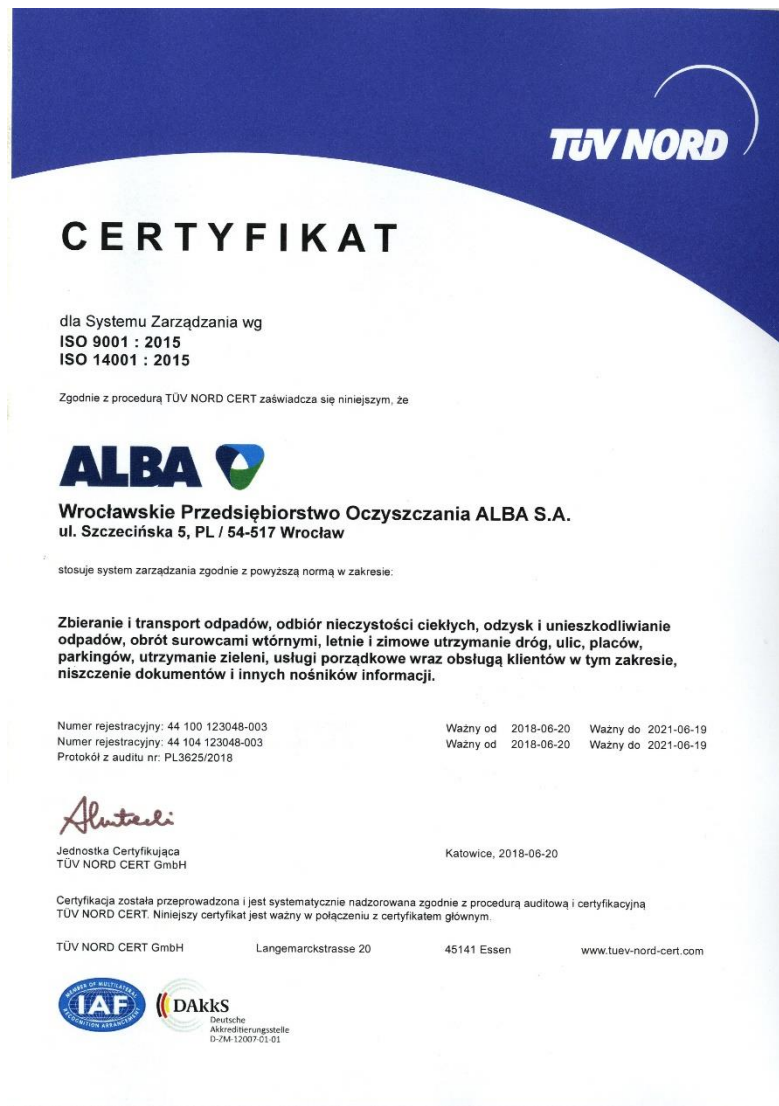 TÜV NORD
CERTYFIKAT
dla Systemu Zarządzania wg
ISO 9001 : 2015
ISO 14001 : 2015
Zgodnie z procedurą TÜV NORD CERT zaświadcza się niniejszym, że
ALBA
Wrocławskie Przedsiębiorstwo Oczyszczania ALBA S.A.
ul. Szczecińska 5, PL / 54-517 Wrocław
stosuje system zarządzania zgodnie z powyższą normą w zakresie:
Zbieranie i transport odpadów, odbiór nieczystości ciekłych, odzysk i unieszkodliwianie
odpadów, obrót surowcami wtórnymi, letnie i zimowe utrzymanie dróg, ulic, placów,
parkingów, utrzymanie zieleni, usługi porządkowe wraz obsługą klientów w tym zakresie,
niszczenie dokumentów i innych nośników informacji.
Numer rejestracyjny: 44 100 123048-003 Ważny od 2018-06-20 Ważny do 2021-06-19
Numer rejestracyjny: 44 104 123048-003 Ważny od 2018-06-20 Ważny do 2021-06-19
Protokół z auditu nr: PL3625/2018
Jednostka Certyfikująca
TÜV NORD CERT GmbH
Katowice, 2018-06-20
Certyfikacja została przeprowadzona i jest systematycznie nadzorowana zgodnie z procedurą auditową i certyfikacyjną
TÜV NORD CERT. Niniejszy certyfikat jest ważny w połączeniu z certyfikatem głównym.
TÜV NORD CERT GmbH Langemarckstrasse 20 45141 Essen www.tuev-nord-cert.com
MEMBER OF MULTILATERAL
IAF
RECOGNITION ARRANGEMENT
DAkkS
Deutsche
Akkreditierungsstelle
D-ZM-12007-01-01